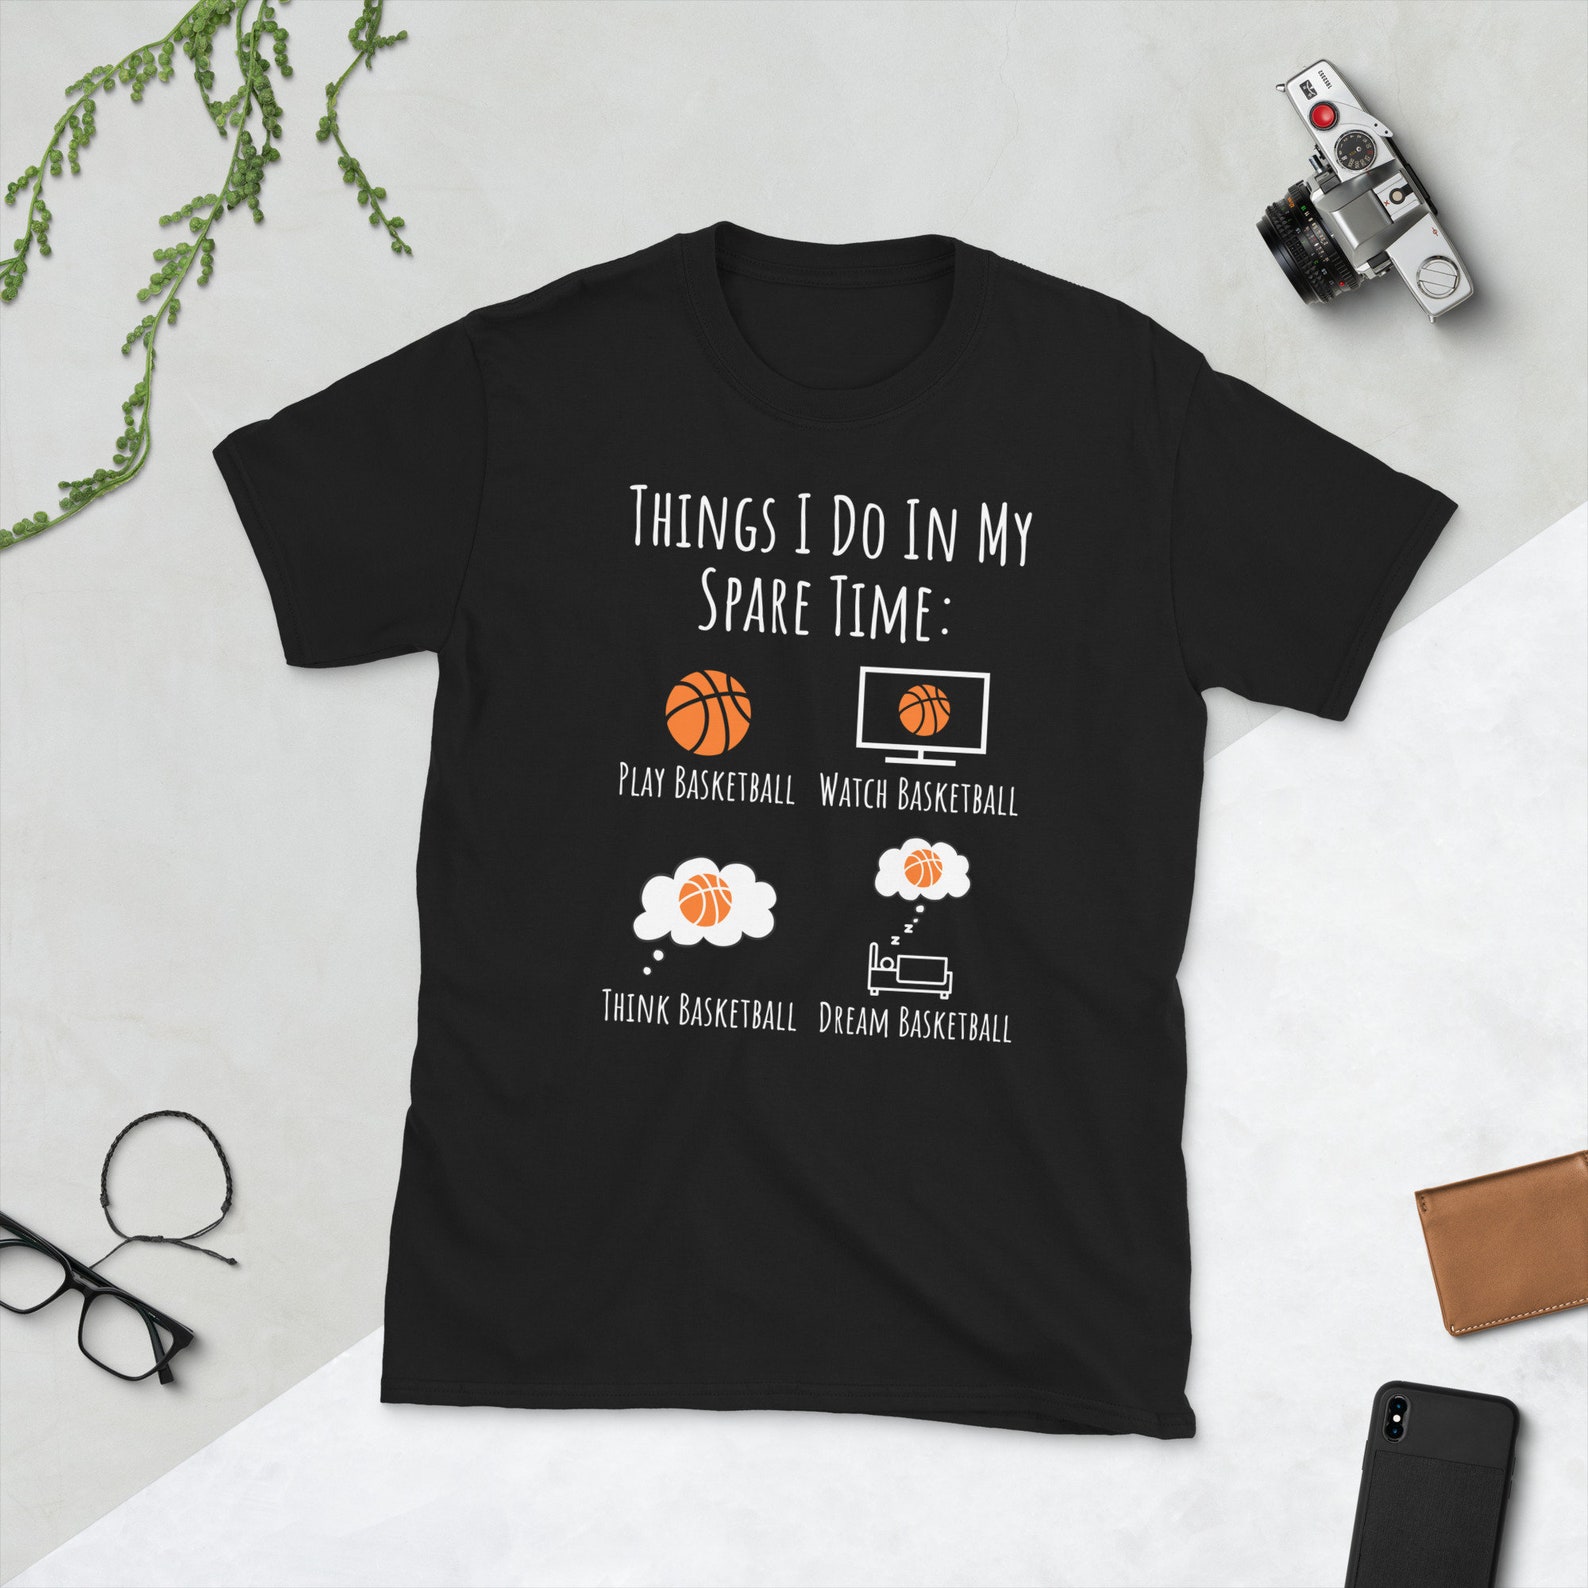 Things I Do In My
Spare Time:
Play Basketball
Watch Basketball
z
z
Think Basketball
Dream Basketball